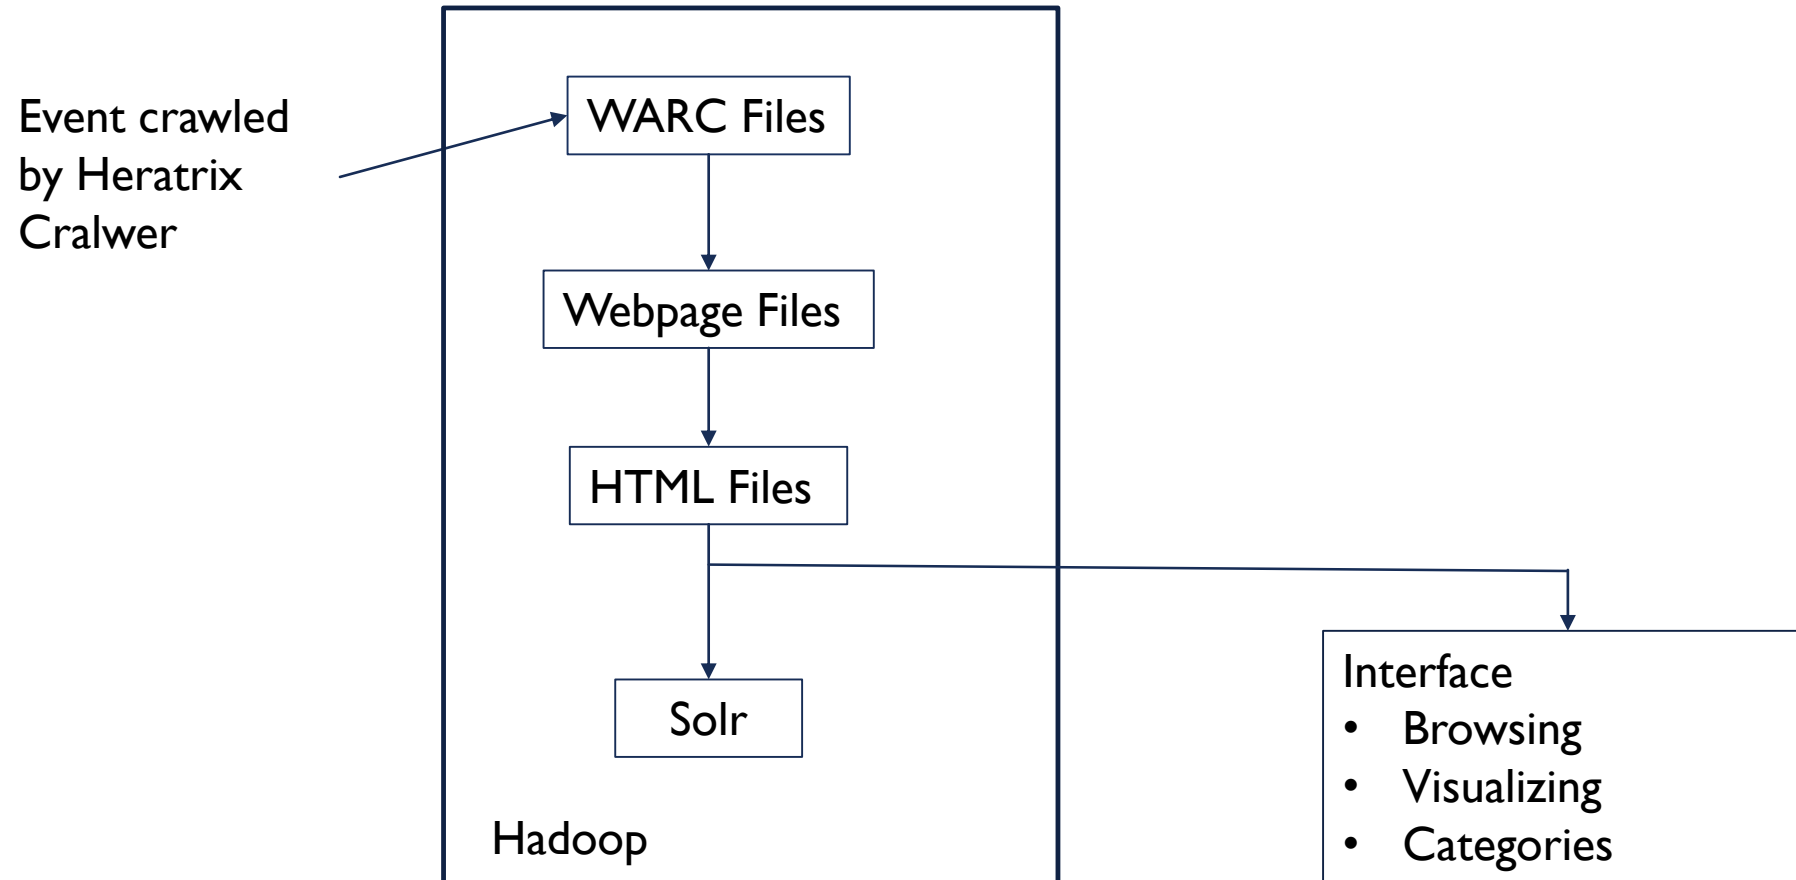 Event crawled
by Heratrix
Cralwer
WARC Files
Webpage Files
HTML Files
Solr
Hadoop
Interface
• Browsing
• Visualizing
• Categories